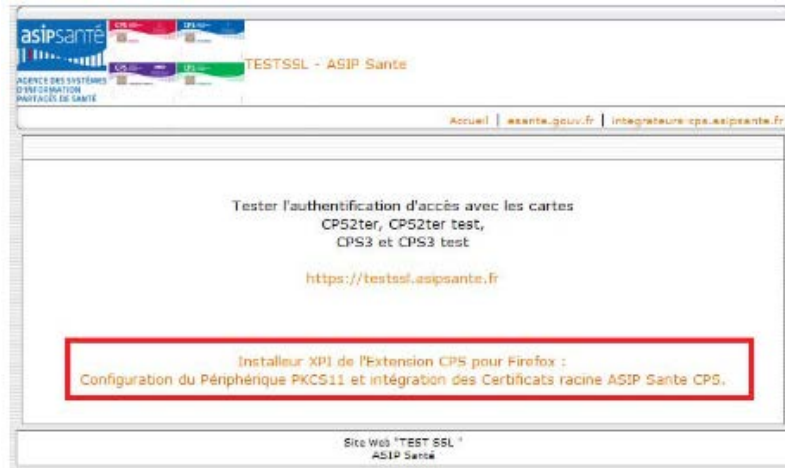 asipsanté
AGENCE DES SYSTÈMES
D'INFORMATION
PARTAGÉS DE SANTÉ
TESTSSL - ASIP Sante
Accueil | esante.gouv.fr | integrateurs-cps.asipsante.fr
Tester l'authentification d'accès avec les cartes
CPS2ter, CPS2ter test,
CPS3 et CPS3 test
https://testssl.asipsante.fr
Installeur XPI de l'Extension CPS pour Firefox :
Configuration du Périphérique PKCS11 et intégration des Certificats racine ASIP Sante CPS.
Site Web "TEST SSL "
ASIP Santé